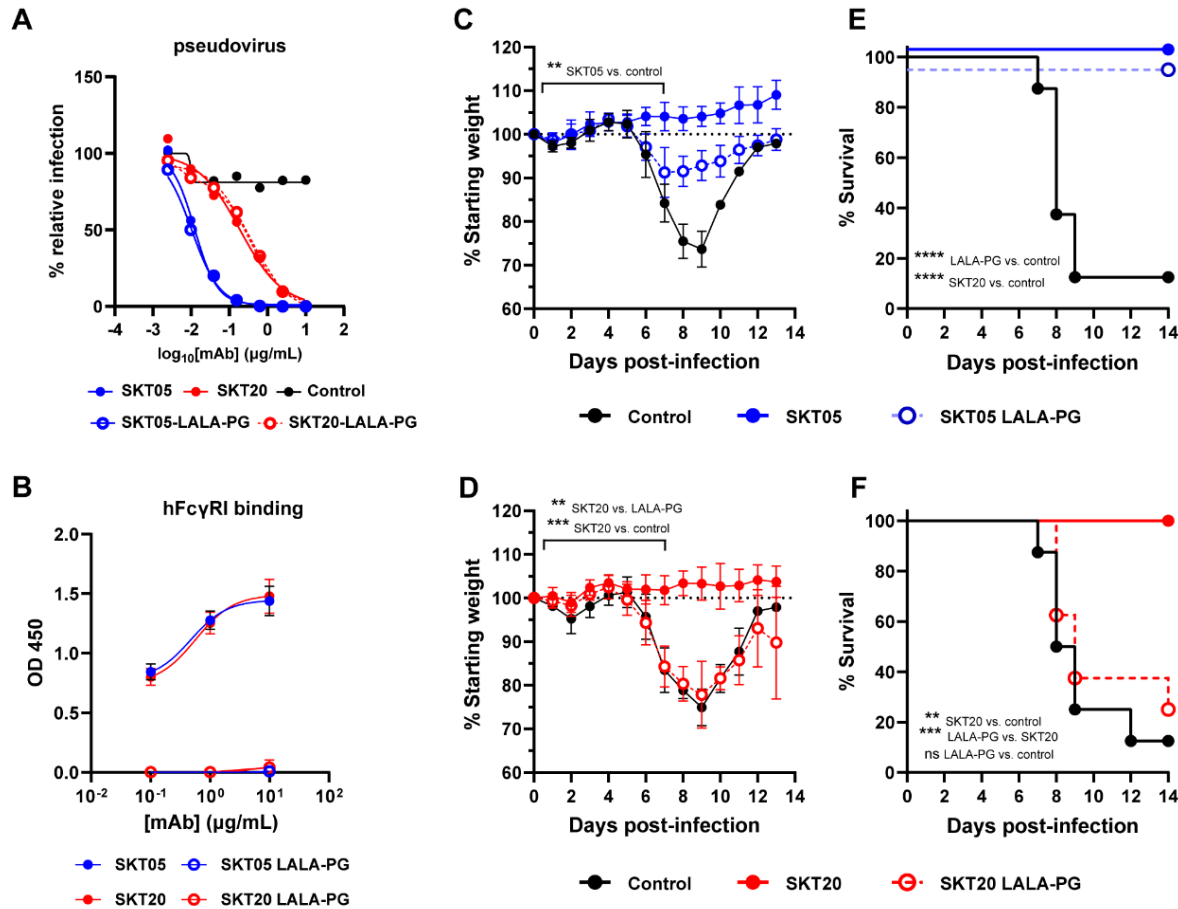 A
pseudovirus
% relative infection
150
100
50
0
-4 -3 -2 -1 0 1 2
log10[mAb] (µg/mL)
SKT05 SKT20 Control
SKT05-LALA-PG SKT20-LALA-PG
B
hFcγRI binding
OD 450
2.0
1.5
1.0
0.5
0.0
10-2 10-1 100 101 102
[mAb] (µg/mL)
SKT05 SKT05 LALA-PG
SKT20 SKT20 LALA-PG
C
% Starting weight
120
110
100
90
80
70
60
** SKT05 vs. control
0 2 4 6 8 10 12 14
Days post-infection
E
% Survival
100
80
60
40
20
0
**** LALA-PG vs. control
**** SKT20 vs. control
0 2 4 6 8 10 12 14
Days post-infection
Control SKT05 SKT05 LALA-PG
D
% Starting weight
120
110
100
90
80
70
60
** SKT20 vs. LALA-PG
*** SKT20 vs. control
0 2 4 6 8 10 12 14
Days post-infection
F
% Survival
100
80
60
40
20
0
** SKT20 vs. control
*** LALA-PG vs. SKT20
ns LALA-PG vs. control
0 2 4 6 8 10 12 14
Days post-infection
Control SKT20 SKT20 LALA-PG